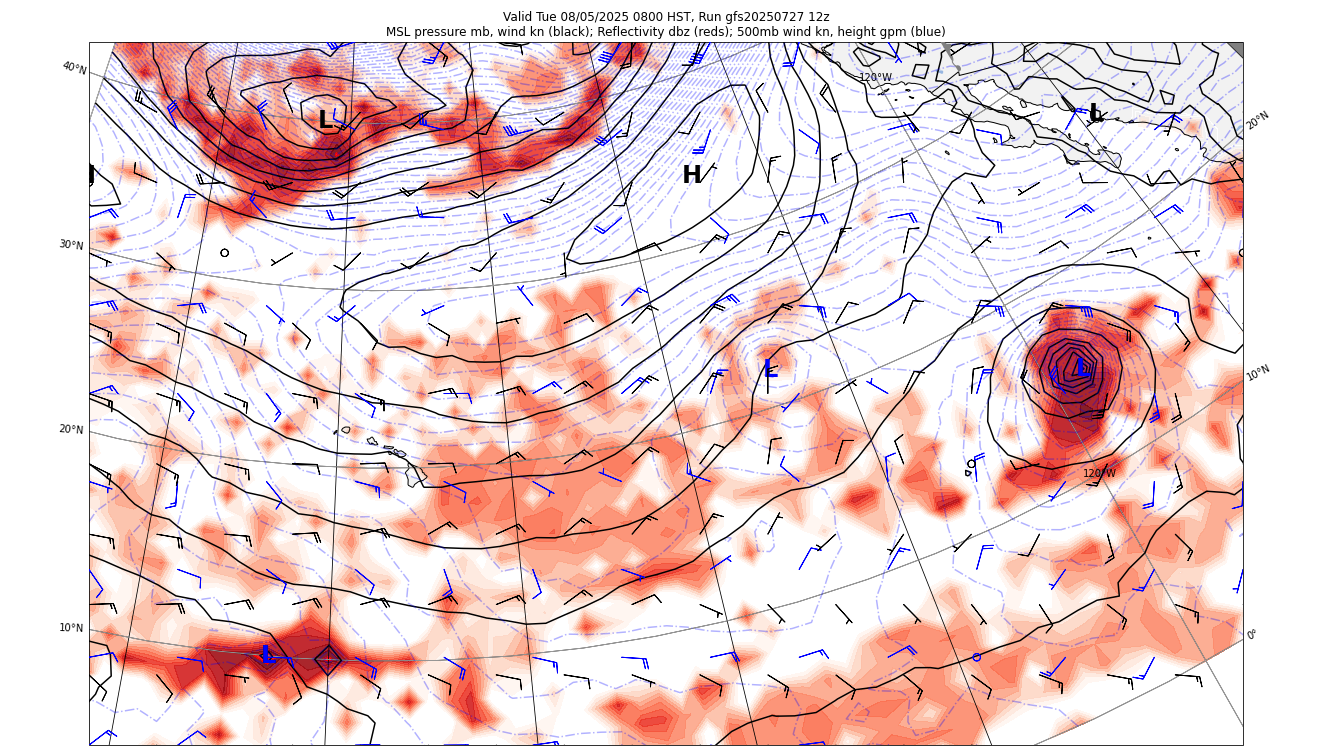 Valid Tue 08/05/2025 0800 HST, Run gfs20250727 12z
MSL pressure mb, wind kn (black); Reflectivity dbz (reds); 500mb wind kn, height gpm (blue)
40°N
120°W
L
L
20°N
H
30°N
L
L
10°N
20°N
120°W
10°N
0°
L